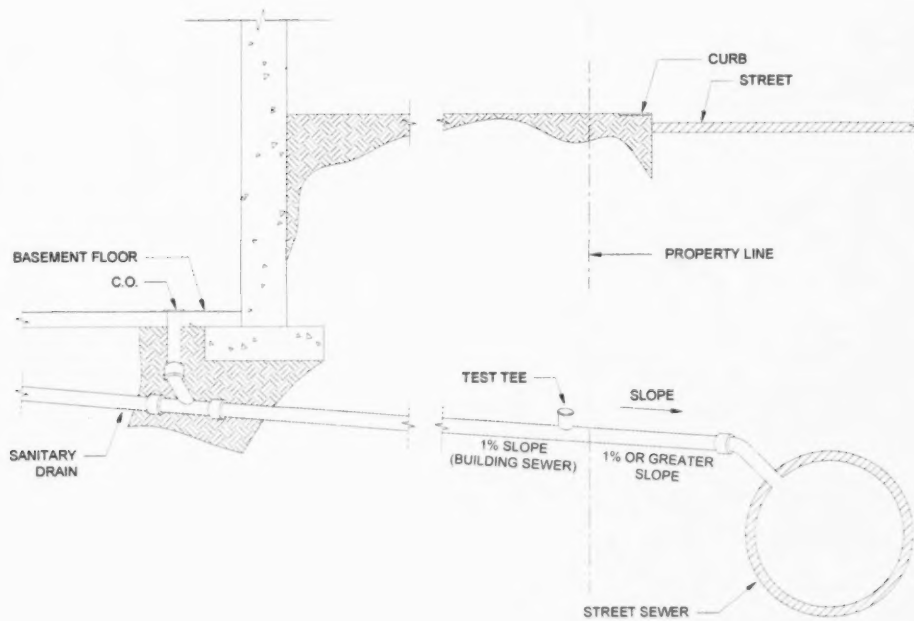 CURB
STREET
BASEMENT FLOOR
C.O.
PROPERTY LINE
TEST TEE
SLOPE
SANITARY
DRAIN
1% SLOPE
(BUILDING SEWER)
1% OR GREATER
SLOPE
STREET SEWER